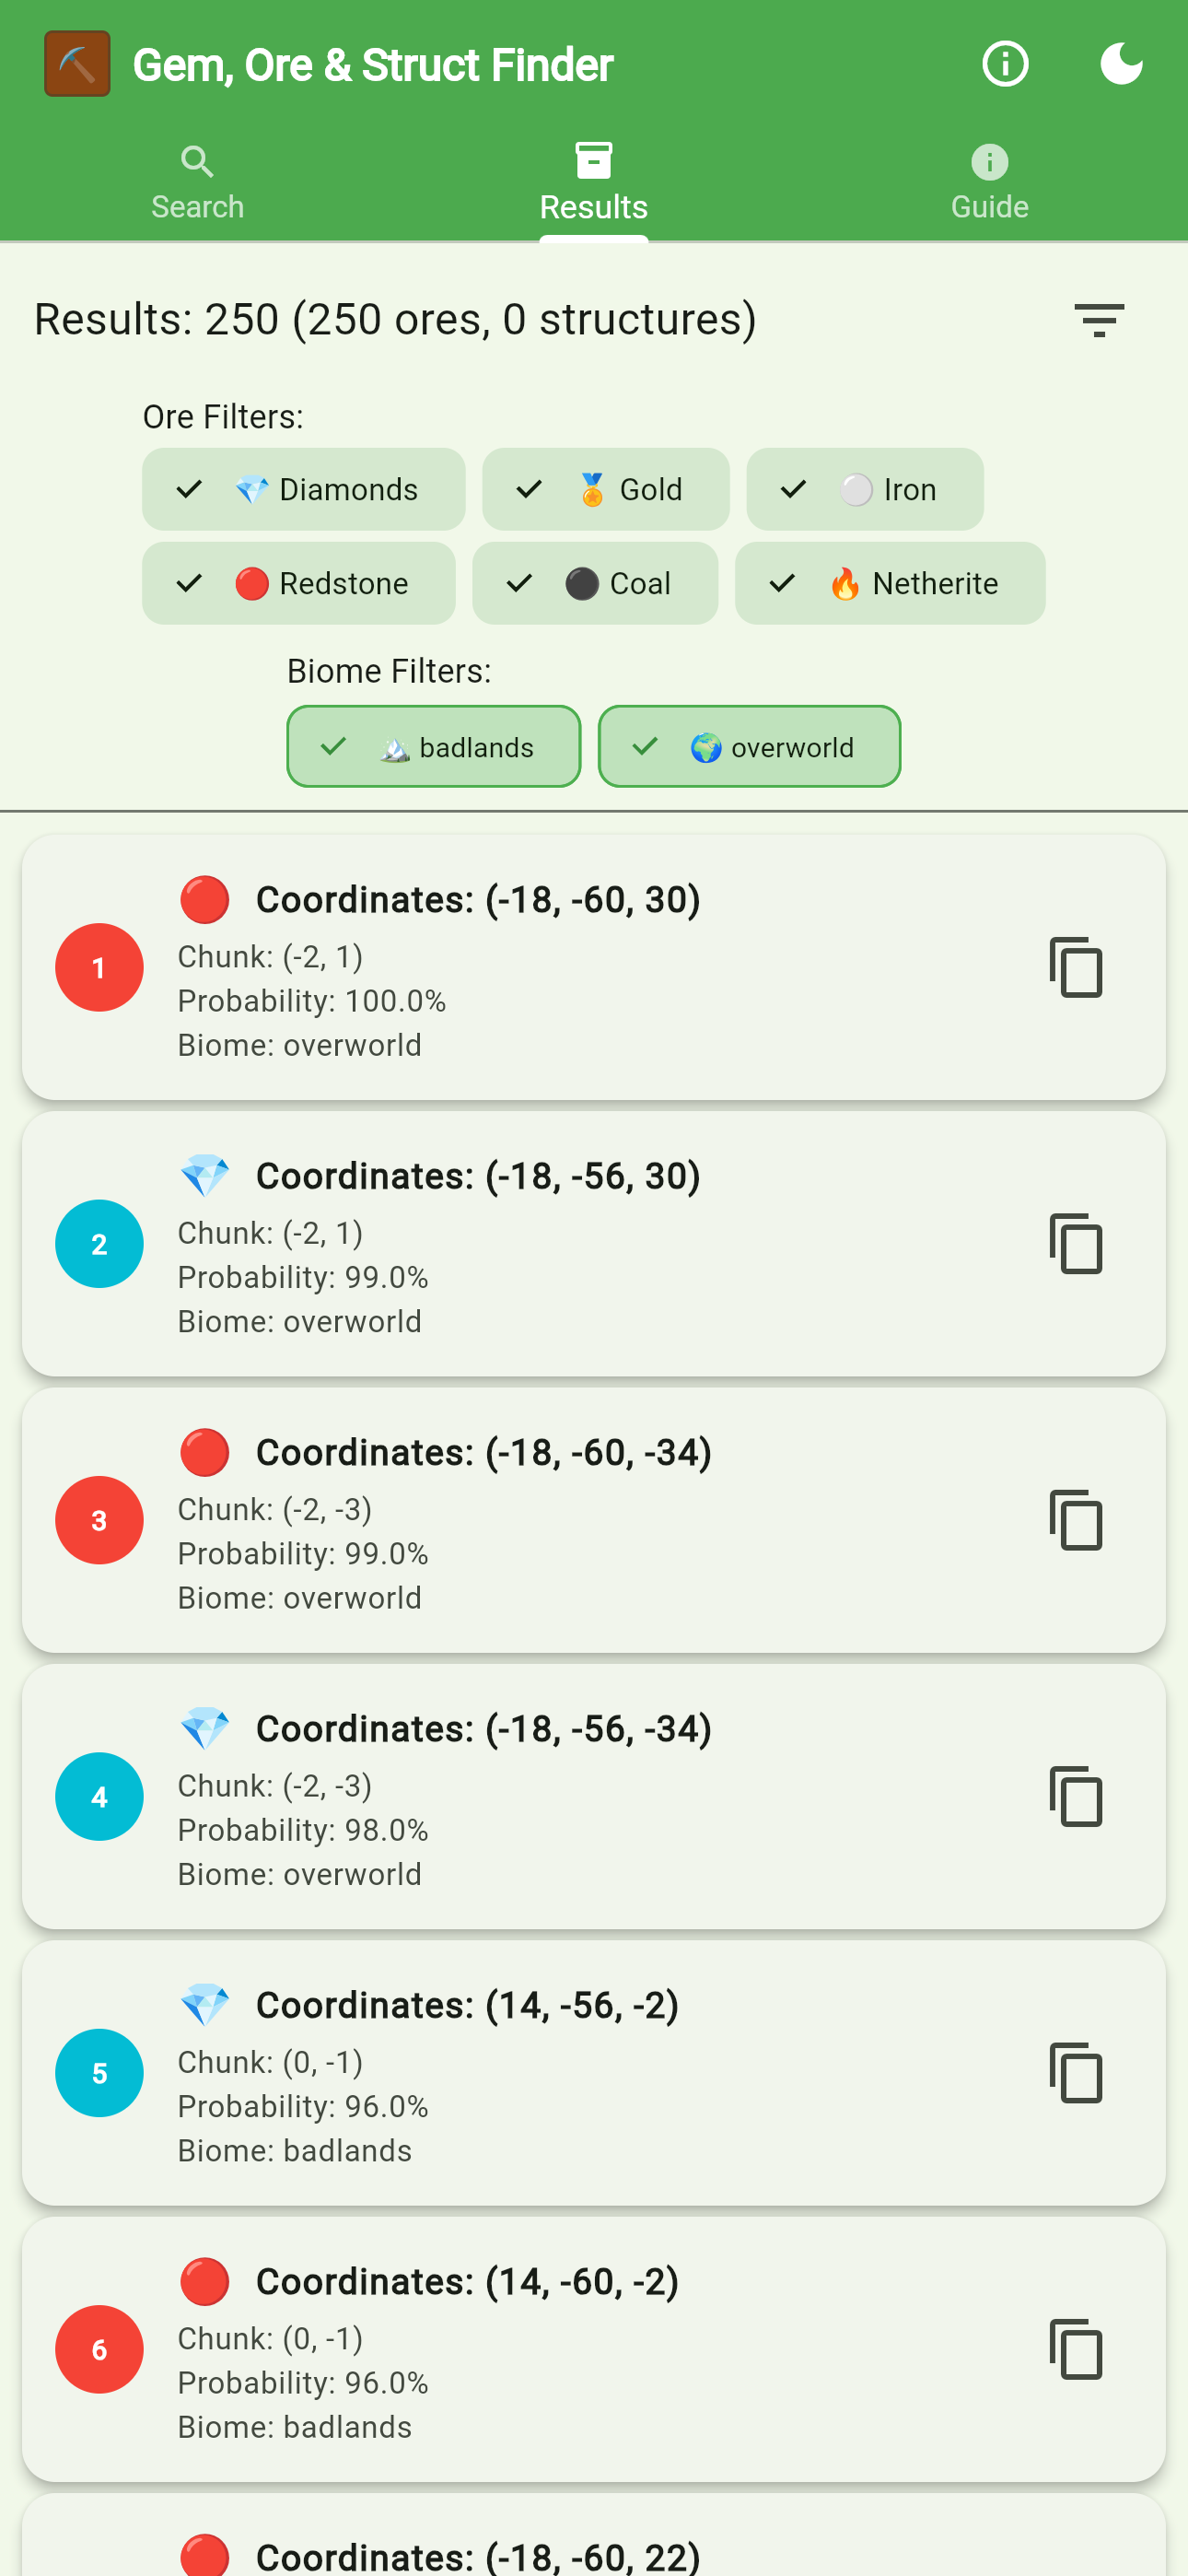 Gem, Ore & Struct Finder
Search
Results
Guide
Results: 250 (250 ores, 0 structures)
Ore Filters:
Diamonds
Gold
Iron
Redstone
Coal
Netherite
Biome Filters:
badlands
overworld
1
Coordinates: (-18, -60, 30)
Chunk: (-2, 1)
Probability: 100.0%
Biome: overworld
2
Coordinates: (-18, -56, 30)
Chunk: (-2, 1)
Probability: 99.0%
Biome: overworld
3
Coordinates: (-18, -60, -34)
Chunk: (-2, -3)
Probability: 99.0%
Biome: overworld
4
Coordinates: (-18, -56, -34)
Chunk: (-2, -3)
Probability: 98.0%
Biome: overworld
5
Coordinates: (14, -56, -2)
Chunk: (0, -1)
Probability: 96.0%
Biome: badlands
6
Coordinates: (14, -60, -2)
Chunk: (0, -1)
Probability: 96.0%
Biome: badlands
Coordinates: (-18, -60, 22)